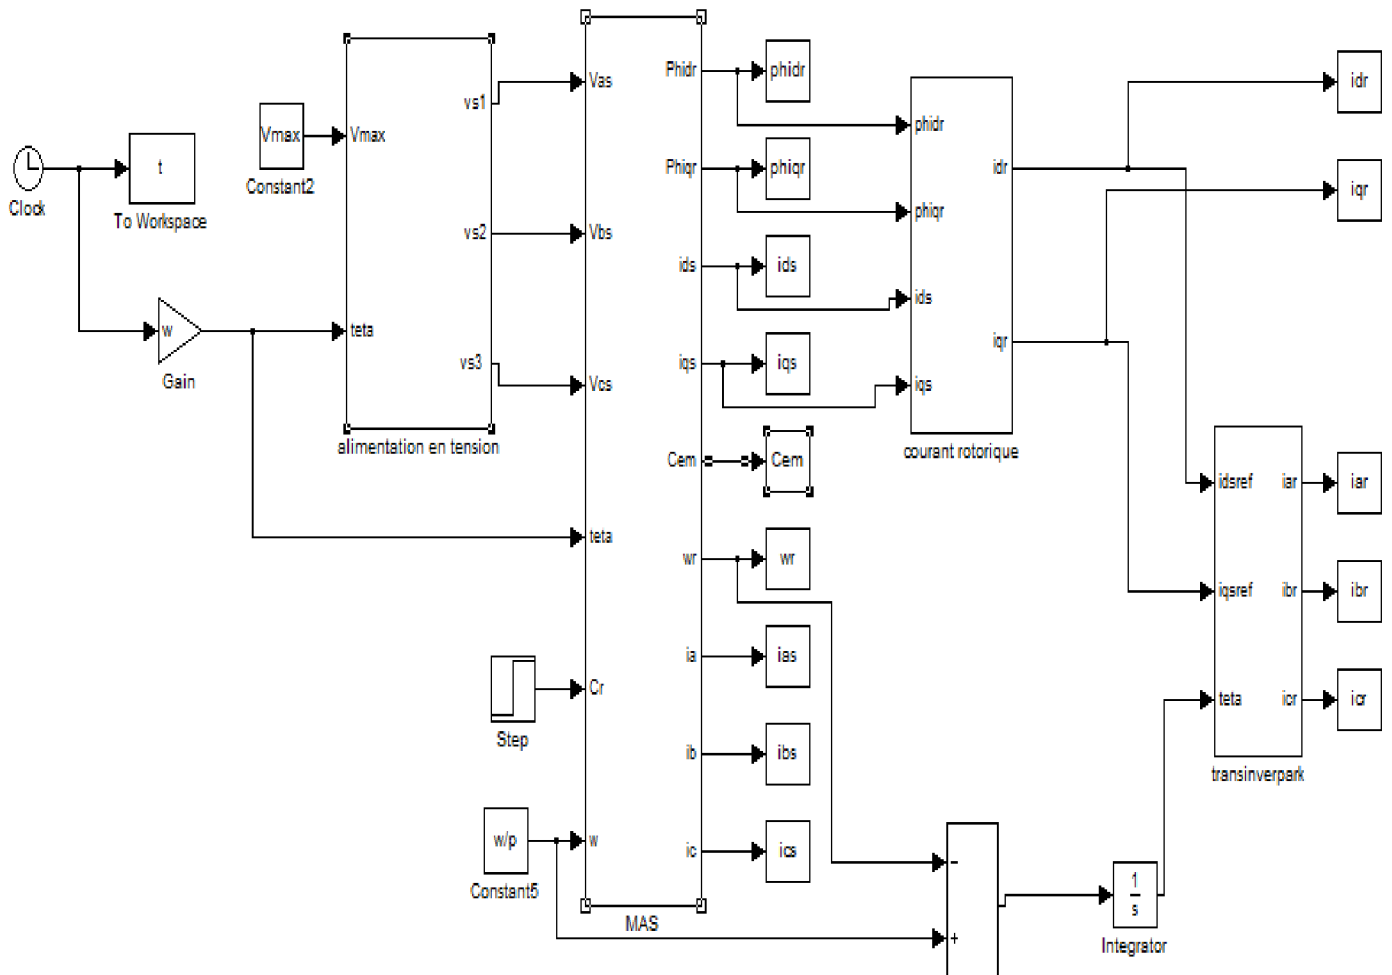 Clock
t
To Workspace
w
Gain
Vmax
Constant2
Vmax
teta
vs1
vs2
vs3
alimentation en tension
Step
w/p
Constant5
Vas
Vbs
Vcs
teta
Cr
w
Phidr
Phiqr
ids
iqs
Cem
wr
ia
ib
ic
MAS
phidr
phiqr
ids
iqs
Cem
wr
ias
ibs
ics
phidr
phiqr
ids
iqs
idr
iqr
courant rotorique
-
+
1
s
Integrator
idsref
iqsref
teta
iar
ibr
icr
transinverpark
idr
iqr
iar
ibr
icr